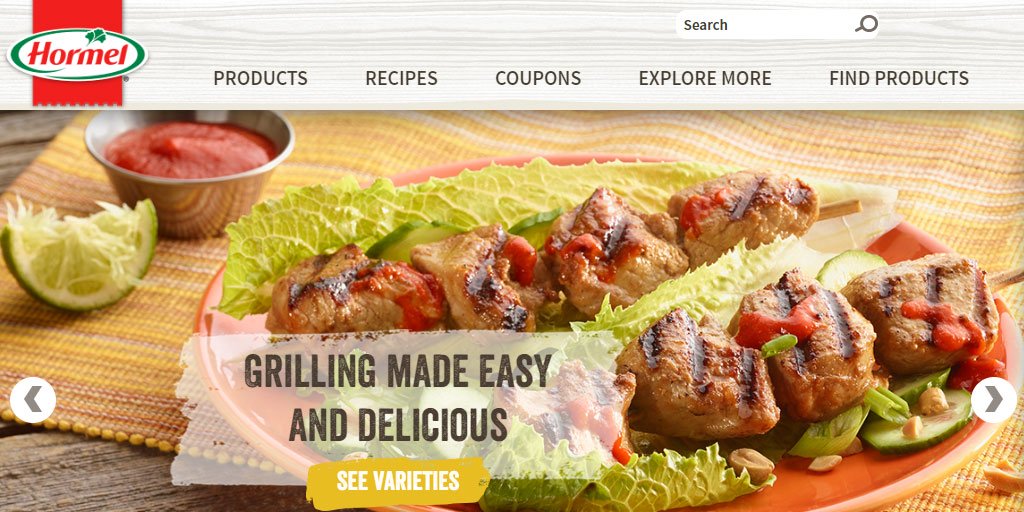 Search
Hormel
®
PRODUCTS
RECIPES
COUPONS
EXPLORE MORE
FIND PRODUCTS
GRILLING MADE EASY
AND DELICIOUS
SEE VARIETIES